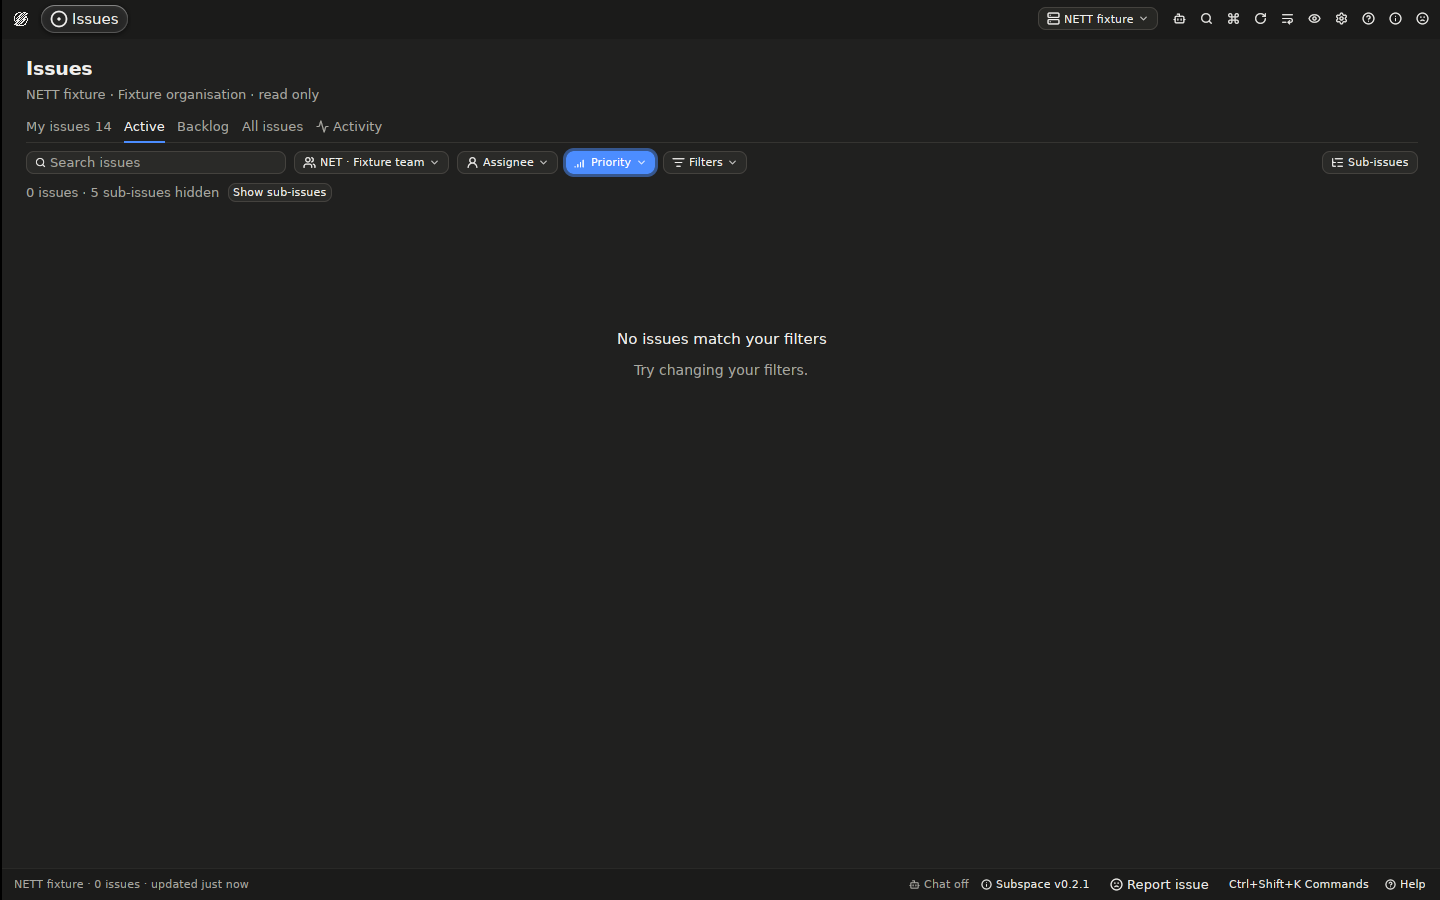 Issues
NETT fixture
Issues
NETT fixture · Fixture organisation · read only
My issues 14 Active Backlog All issues Activity
Search issues NET · Fixture team Assignee Priority Filters Sub-issues
0 issues · 5 sub-issues hidden Show sub-issues
No issues match your filters
Try changing your filters.
NETT fixture · 0 issues · updated just now Chat off Subspace v0.2.1 Report issue Ctrl+Shift+K Commands Help